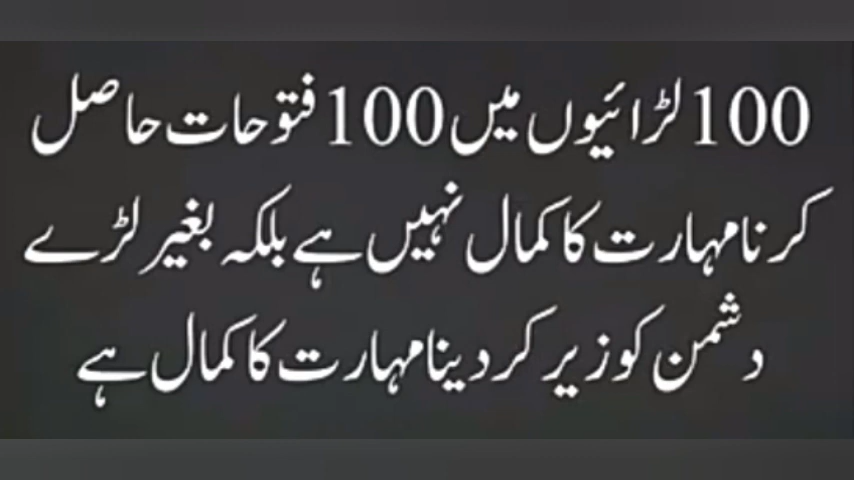 100 لڑائیوں میں 100 فتوحات حاصل
کرنا مہارت کا کمال نہیں ہے بلکہ بغیر لڑے
دشمن کو زیر کر دینا مہارت کا کمال ہے